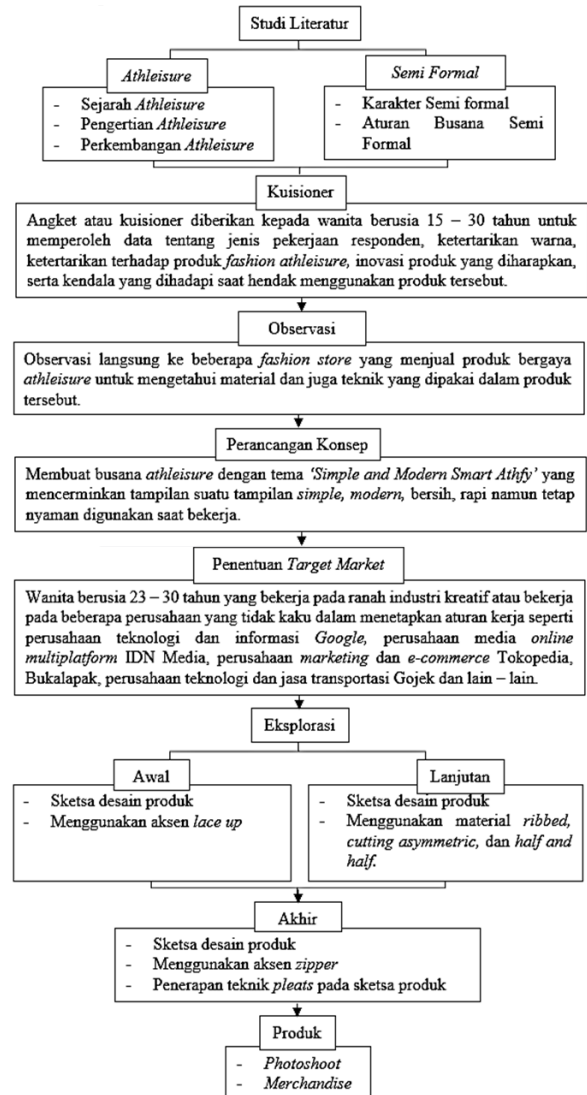 Studi Literatur
Athleisure
- Sejarah Athleisure
- Pengertian Athleisure
- Perkembangan Athleisure
Semi Formal
- Karakter Semi formal
- Aturan Busana Semi
Formal
Kuisioner
Angket atau kuisioner diberikan kepada wanita berusia 15 – 30 tahun untuk
memperoleh data tentang jenis pekerjaan responden, ketertarikan warna,
ketertarikan terhadap produk fashion athleisure, inovasi produk yang diharapkan,
serta kendala yang dihadapi saat hendak menggunakan produk tersebut.
Observasi
Observasi langsung ke beberapa fashion store yang menjual produk bergaya
athleisure untuk mengetahui material dan juga teknik yang dipakai dalam produk
tersebut.
Perancangan Konsep
Membuat busana athleisure dengan tema ‘Simple and Modern Smart Athfy’ yang
mencerminkan tampilan suatu tampilan simple, modern, bersih, rapi namun tetap
nyaman digunakan saat bekerja.
Penentuan Target Market
Wanita berusia 23 – 30 tahun yang bekerja pada ranah industri kreatif atau bekerja
pada beberapa perusahaan yang tidak kaku dalam menetapkan aturan kerja seperti
perusahaan teknologi dan informasi Google, perusahaan media online
multiplatform IDN Media, perusahaan marketing dan e-commerce Tokopedia,
Bukalapak, perusahaan teknologi dan jasa transportasi Gojek dan lain – lain.
Eksplorasi
Awal
- Sketsa desain produk
- Menggunakan aksen lace up
Lanjutan
- Sketsa desain produk
- Menggunakan material ribbed,
cutting asymmetric, dan half and
half.
Akhir
- Sketsa desain produk
- Menggunakan aksen zipper
- Penerapan teknik pleats pada sketsa produk
Produk
- Photoshoot
- Merchandise